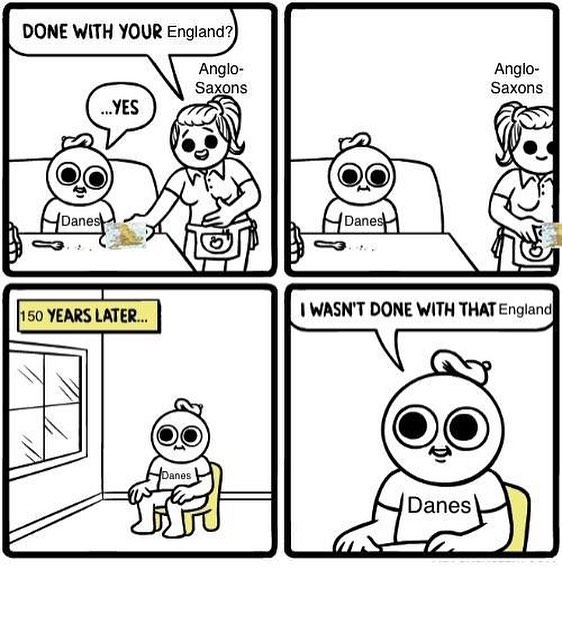 DONE WITH YOUR England?
Anglo-
Saxons
...YES
Danes
Anglo-
Saxons
Danes
150 YEARS LATER...
Danes
I WASN'T DONE WITH THAT England
Danes